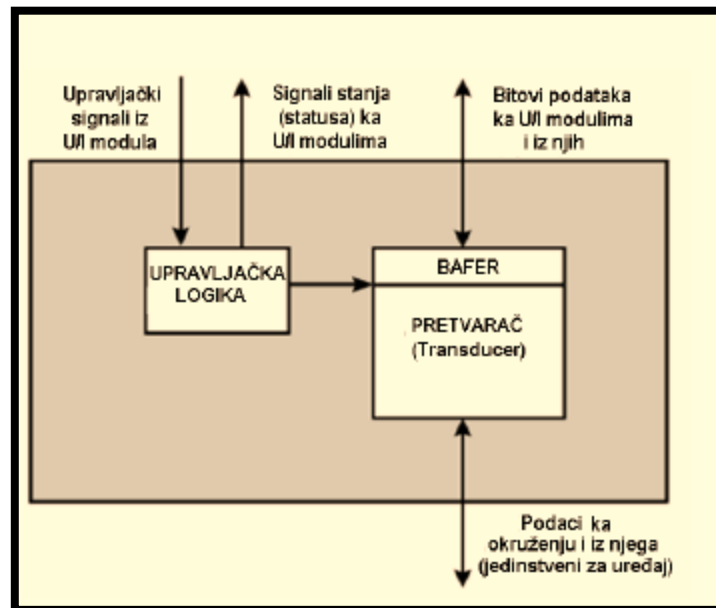 Upravljački
signali iz
U/I modula
Signali stanja
(statusa) ka
U/I modulima
Bitovi podataka
ka U/I modulima
i iz njih
UPRAVLJAČKA
LOGIKA
BAFER
PRETVARAČ
(Transducer)
Podaci ka
okruženju i iz njega
(jedinstveni za uređaj)